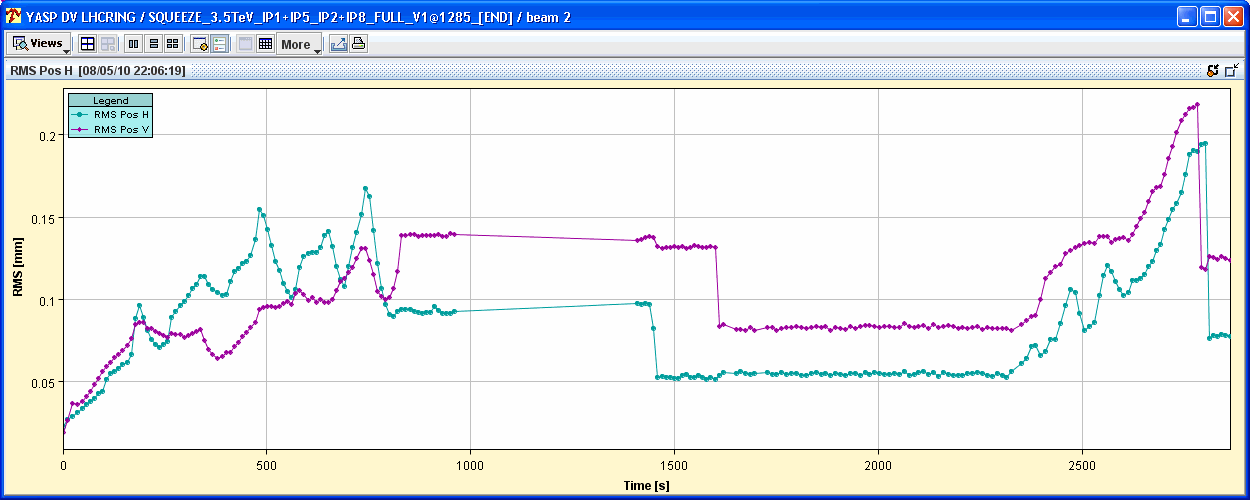 YASP DV LHCRING / SQUEEZE_3.5TeV_IP1+IP5_IP2+IP8_FULL_V1@1285_[END] / beam 2
Views More
RMS Pos H [08/05/10 22:06:19]
Legend
RMS Pos H
RMS Pos V
0.2
0.15
0.1
0.05
RMS [mm]
0 500 1000 1500 2000 2500
Time [s]